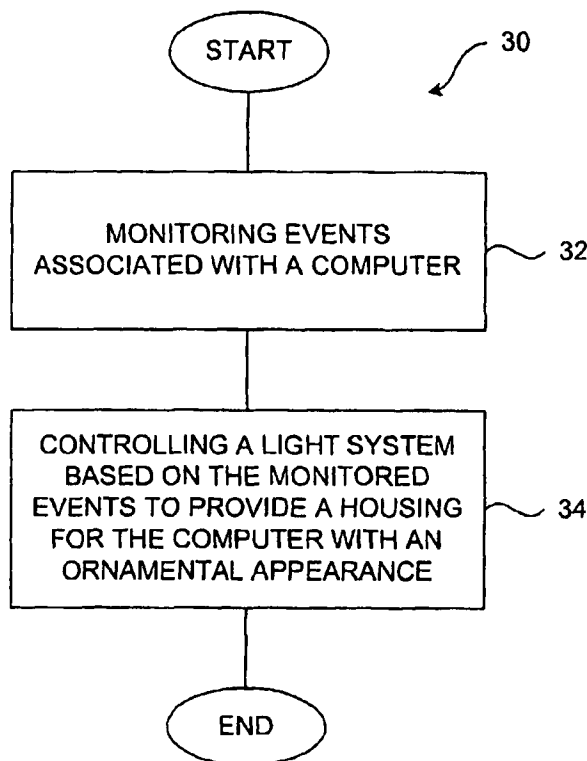 START
30
MONITORING EVENTS
ASSOCIATED WITH A COMPUTER
32
CONTROLLING A LIGHT SYSTEM
BASED ON THE MONITORED
EVENTS TO PROVIDE A HOUSING
FOR THE COMPUTER WITH AN
ORNAMENTAL APPEARANCE
34
END